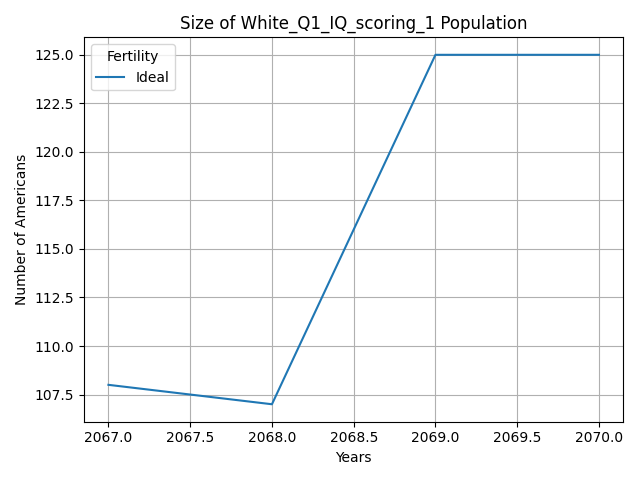 Size of White_Q1_IQ_scoring_1 Population
Fertility
Ideal
Number of Americans
125.0
122.5
120.0
117.5
115.0
112.5
110.0
107.5
2067.0 2067.5 2068.0 2068.5 2069.0 2069.5 2070.0
Years